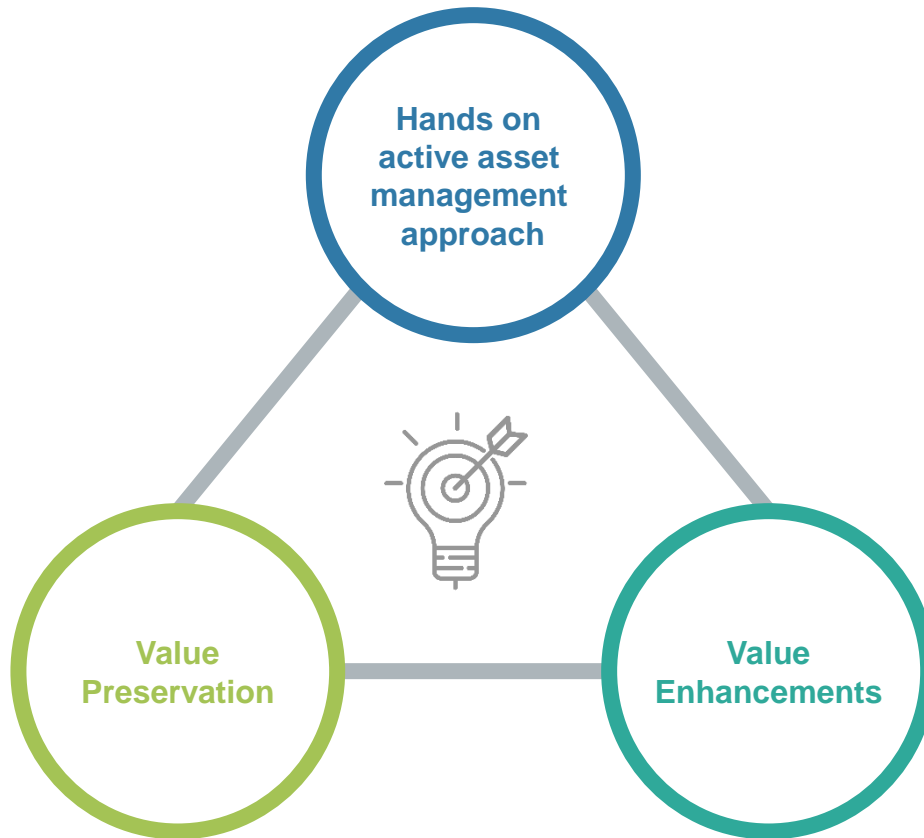 Hands on
active asset
management
approach
Value
Preservation
Value
Enhancements